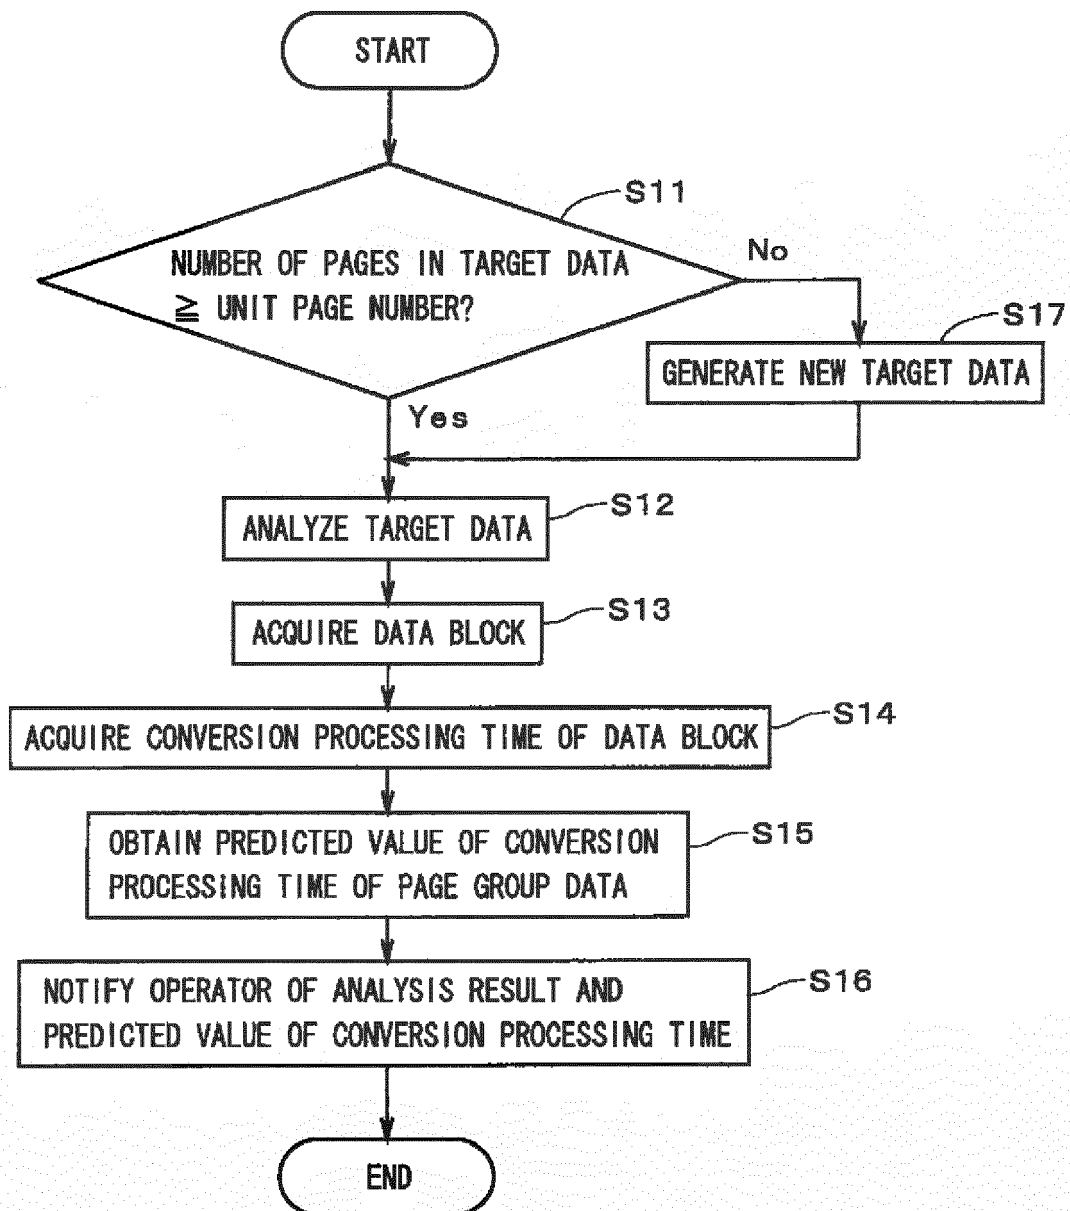 START
S11
NUMBER OF PAGES IN TARGET DATA
≧ UNIT PAGE NUMBER?
No
S17
GENERATE NEW TARGET DATA
Yes
S12
ANALYZE TARGET DATA
S13
ACQUIRE DATA BLOCK
S14
ACQUIRE CONVERSION PROCESSING TIME OF DATA BLOCK
S15
OBTAIN PREDICTED VALUE OF CONVERSION
PROCESSING TIME OF PAGE GROUP DATA
S16
NOTIFY OPERATOR OF ANALYSIS RESULT AND
PREDICTED VALUE OF CONVERSION PROCESSING TIME
END